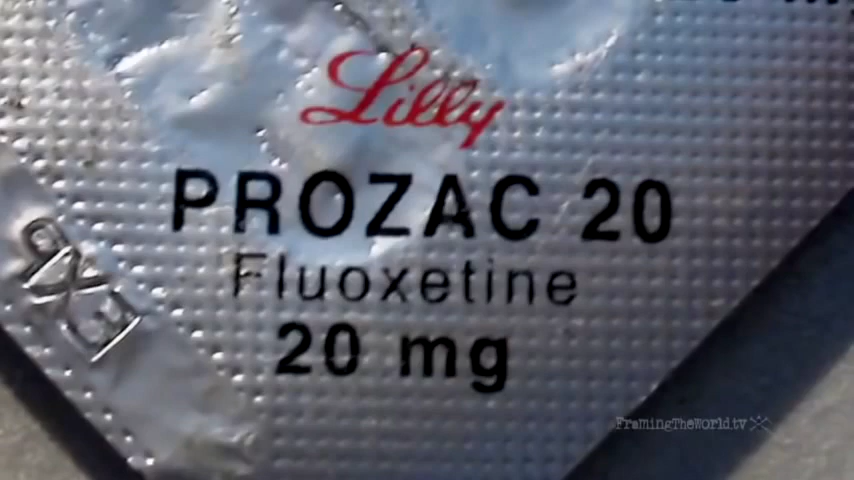 Lilly
PROZAC 20
Fluoxetine
20 mg
EXP
FramingTheWorld.tv